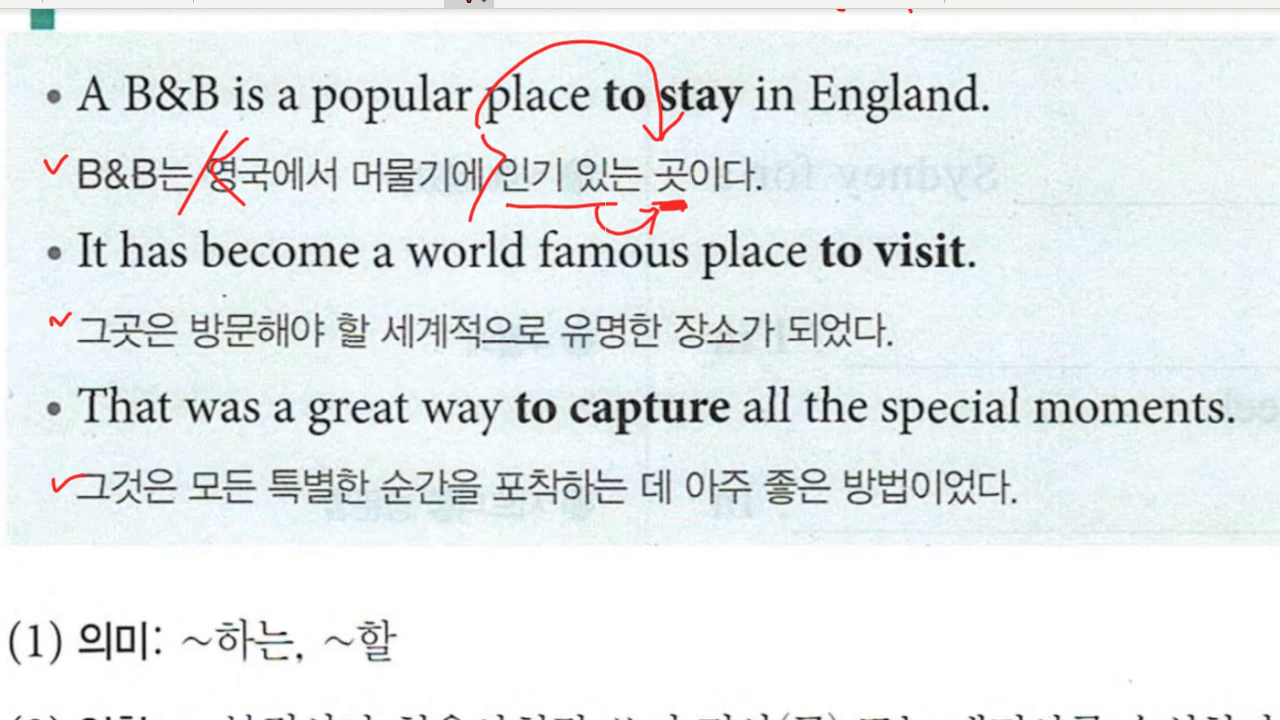 • A B&B is a popular place to stay in England.
B&B는 영국에서 머물기에 인기 있는 곳이다.
• It has become a world famous place to visit.
그곳은 방문해야 할 세계적으로 유명한 장소가 되었다.
• That was a great way to capture all the special moments.
그것은 모든 특별한 순간을 포착하는 데 아주 좋은 방법이었다.
(1) 의미: ~하는, ~할